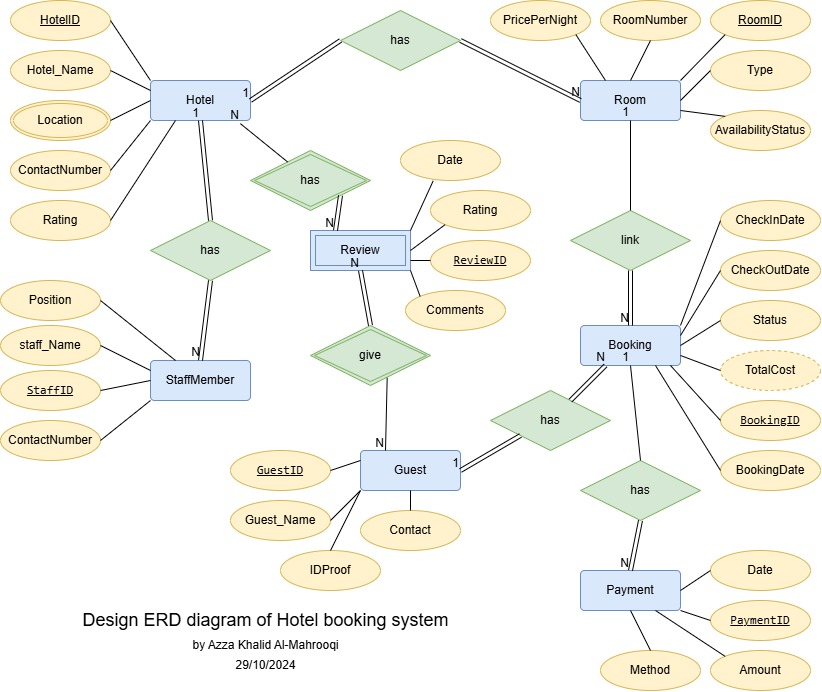 HotelID
PricePerNight
RoomNumber
RoomID
has
Hotel_Name
Type
1
N
Hotel
Room
1
N
1
Location
AvailabilityStatus
Date
ContactNumber
has
Rating
Rating
N
CheckInDate
has
Review
link
N
ReviewID
CheckOutDate
Position
Comments
Status
N
staff_Name
Booking
N
give
N
1
StaffMember
TotalCost
StaffID
has
BookingID
ContactNumber
N
1
GuestID
Guest
BookingDate
has
Guest_Name
Contact
N
IDProof
Date
Payment
Design ERD diagram of Hotel booking system
PaymentID
by Azza Khalid Al-Mahrooqi
29/10/2024
Method
Amount